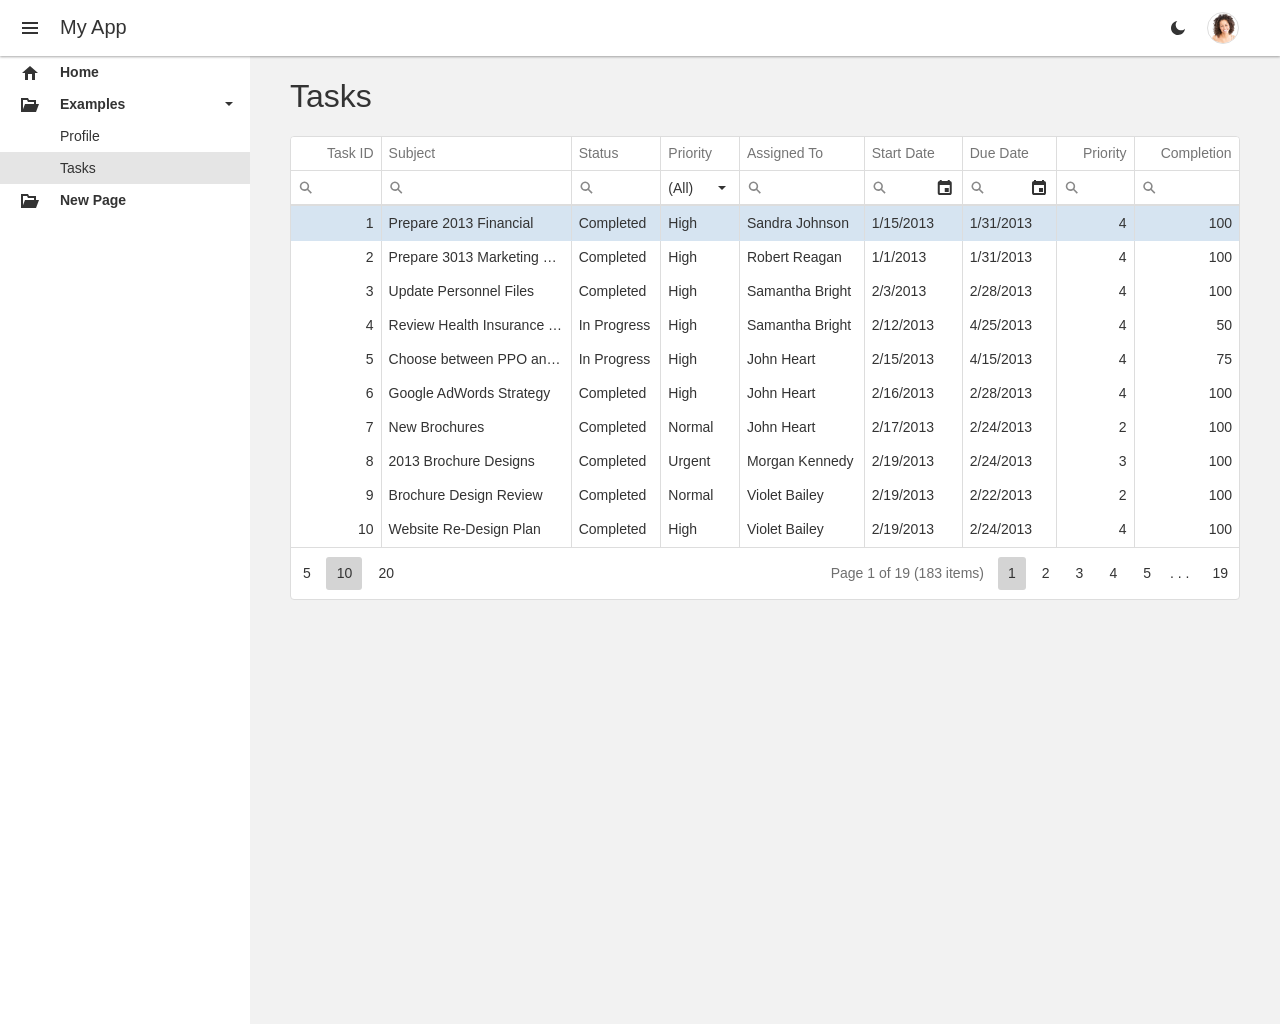 My App
Home
Examples
Profile
Tasks
New Page
Tasks
Task ID Subject Status Priority Assigned To Start Date Due Date Priority Completion
(All)
1 Prepare 2013 Financial Completed High Sandra Johnson 1/15/2013 1/31/2013 4 100
2 Prepare 3013 Marketing ... Completed High Robert Reagan 1/1/2013 1/31/2013 4 100
3 Update Personnel Files Completed High Samantha Bright 2/3/2013 2/28/2013 4 100
4 Review Health Insurance ... In Progress High Samantha Bright 2/12/2013 4/25/2013 4 50
5 Choose between PPO an... In Progress High John Heart 2/15/2013 4/15/2013 4 75
6 Google AdWords Strategy Completed High John Heart 2/16/2013 2/28/2013 4 100
7 New Brochures Completed Normal John Heart 2/17/2013 2/24/2013 2 100
8 2013 Brochure Designs Completed Urgent Morgan Kennedy 2/19/2013 2/24/2013 3 100
9 Brochure Design Review Completed Normal Violet Bailey 2/19/2013 2/22/2013 2 100
10 Website Re-Design Plan Completed High Violet Bailey 2/19/2013 2/24/2013 4 100
5 10 20 Page 1 of 19 (183 items) 1 2 3 4 5 . . . 19